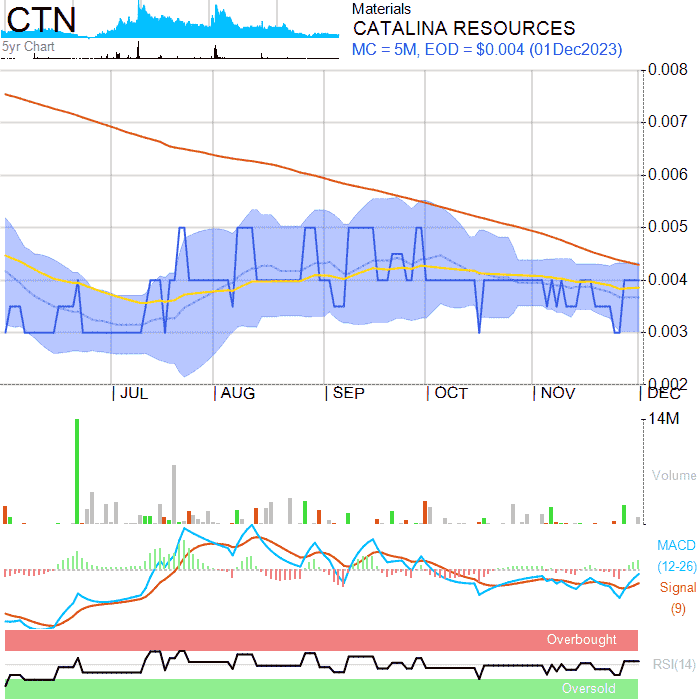 CTN
5yr Chart
Materials
CATALINA RESOURCES
MC = 5M, EOD = $0.004 (01Dec2023)
0.008
0.007
0.006
0.005
0.004
0.003
0.002
JUL AUG SEP OCT NOV DEC
14M
Volume
MACD
(12-26)
Signal
(9)
Overbought
RSI(14)
Oversold